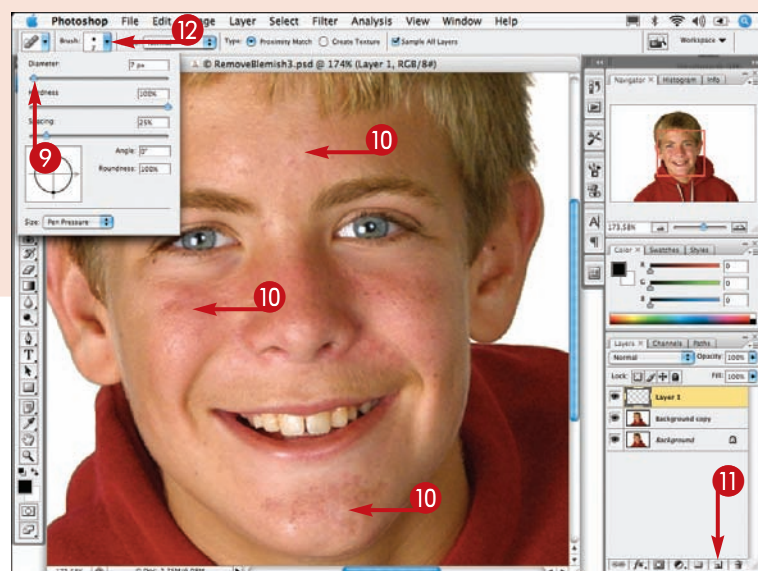 Photoshop File Edit Image Layer Select Filter Analysis View Window Help
12
Brush: 7 Normal Type: Proximity Match Create Texture Sample All Layers Workspace
Diameter: 7 px
© RemoveBlemish3.psd @ 174% (Layer 1, RGB/8#)
Hardness 100%
Spacing 25%
9
Angle: 0°
Roundness: 100%
Size: Pen Pressure
10
10
10
Navigator × Histogram Info
173.58%
A
Color × Swatches Styles
R 0
G 0
B 0
Layers × Channels Paths
Normal Opacity: 100%
Lock: Fill: 100%
Layer 1
Background copy
Background
11
T
fx